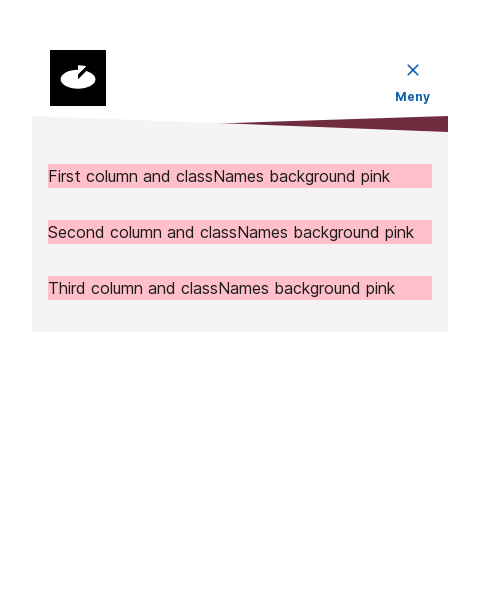 Meny
First column and classNames background pink
Second column and classNames background pink
Third column and classNames background pink